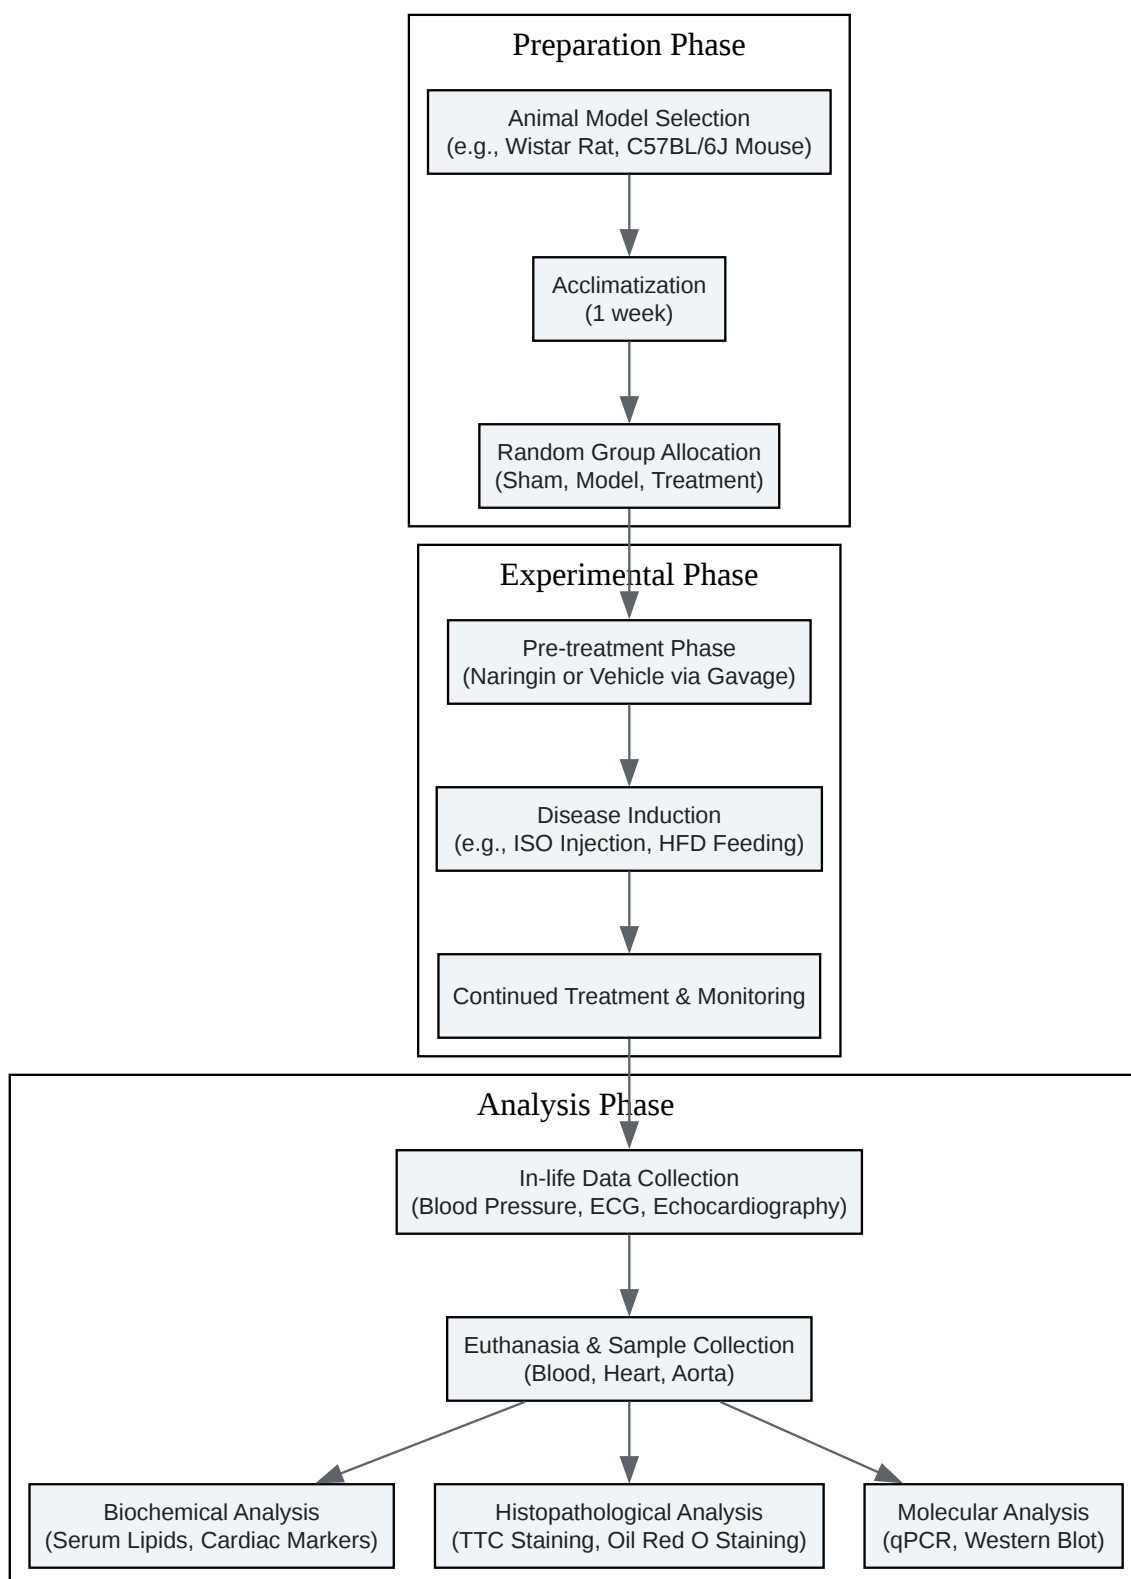 Preparation Phase
Animal Model Selection
(e.g., Wistar Rat, C57BL/6J Mouse)
Acclimatization
(1 week)
Random Group Allocation
(Sham, Model, Treatment)
Experimental Phase
Pre-treatment Phase
(Naringin or Vehicle via Gavage)
Disease Induction
(e.g., ISO Injection, HFD Feeding)
Continued Treatment & Monitoring
Analysis Phase
In-life Data Collection
(Blood Pressure, ECG, Echocardiography)
Euthanasia & Sample Collection
(Blood, Heart, Aorta)
Biochemical Analysis
(Serum Lipids, Cardiac Markers)
Histopathological Analysis
(TTC Staining, Oil Red O Staining)
Molecular Analysis
(qPCR, Western Blot)